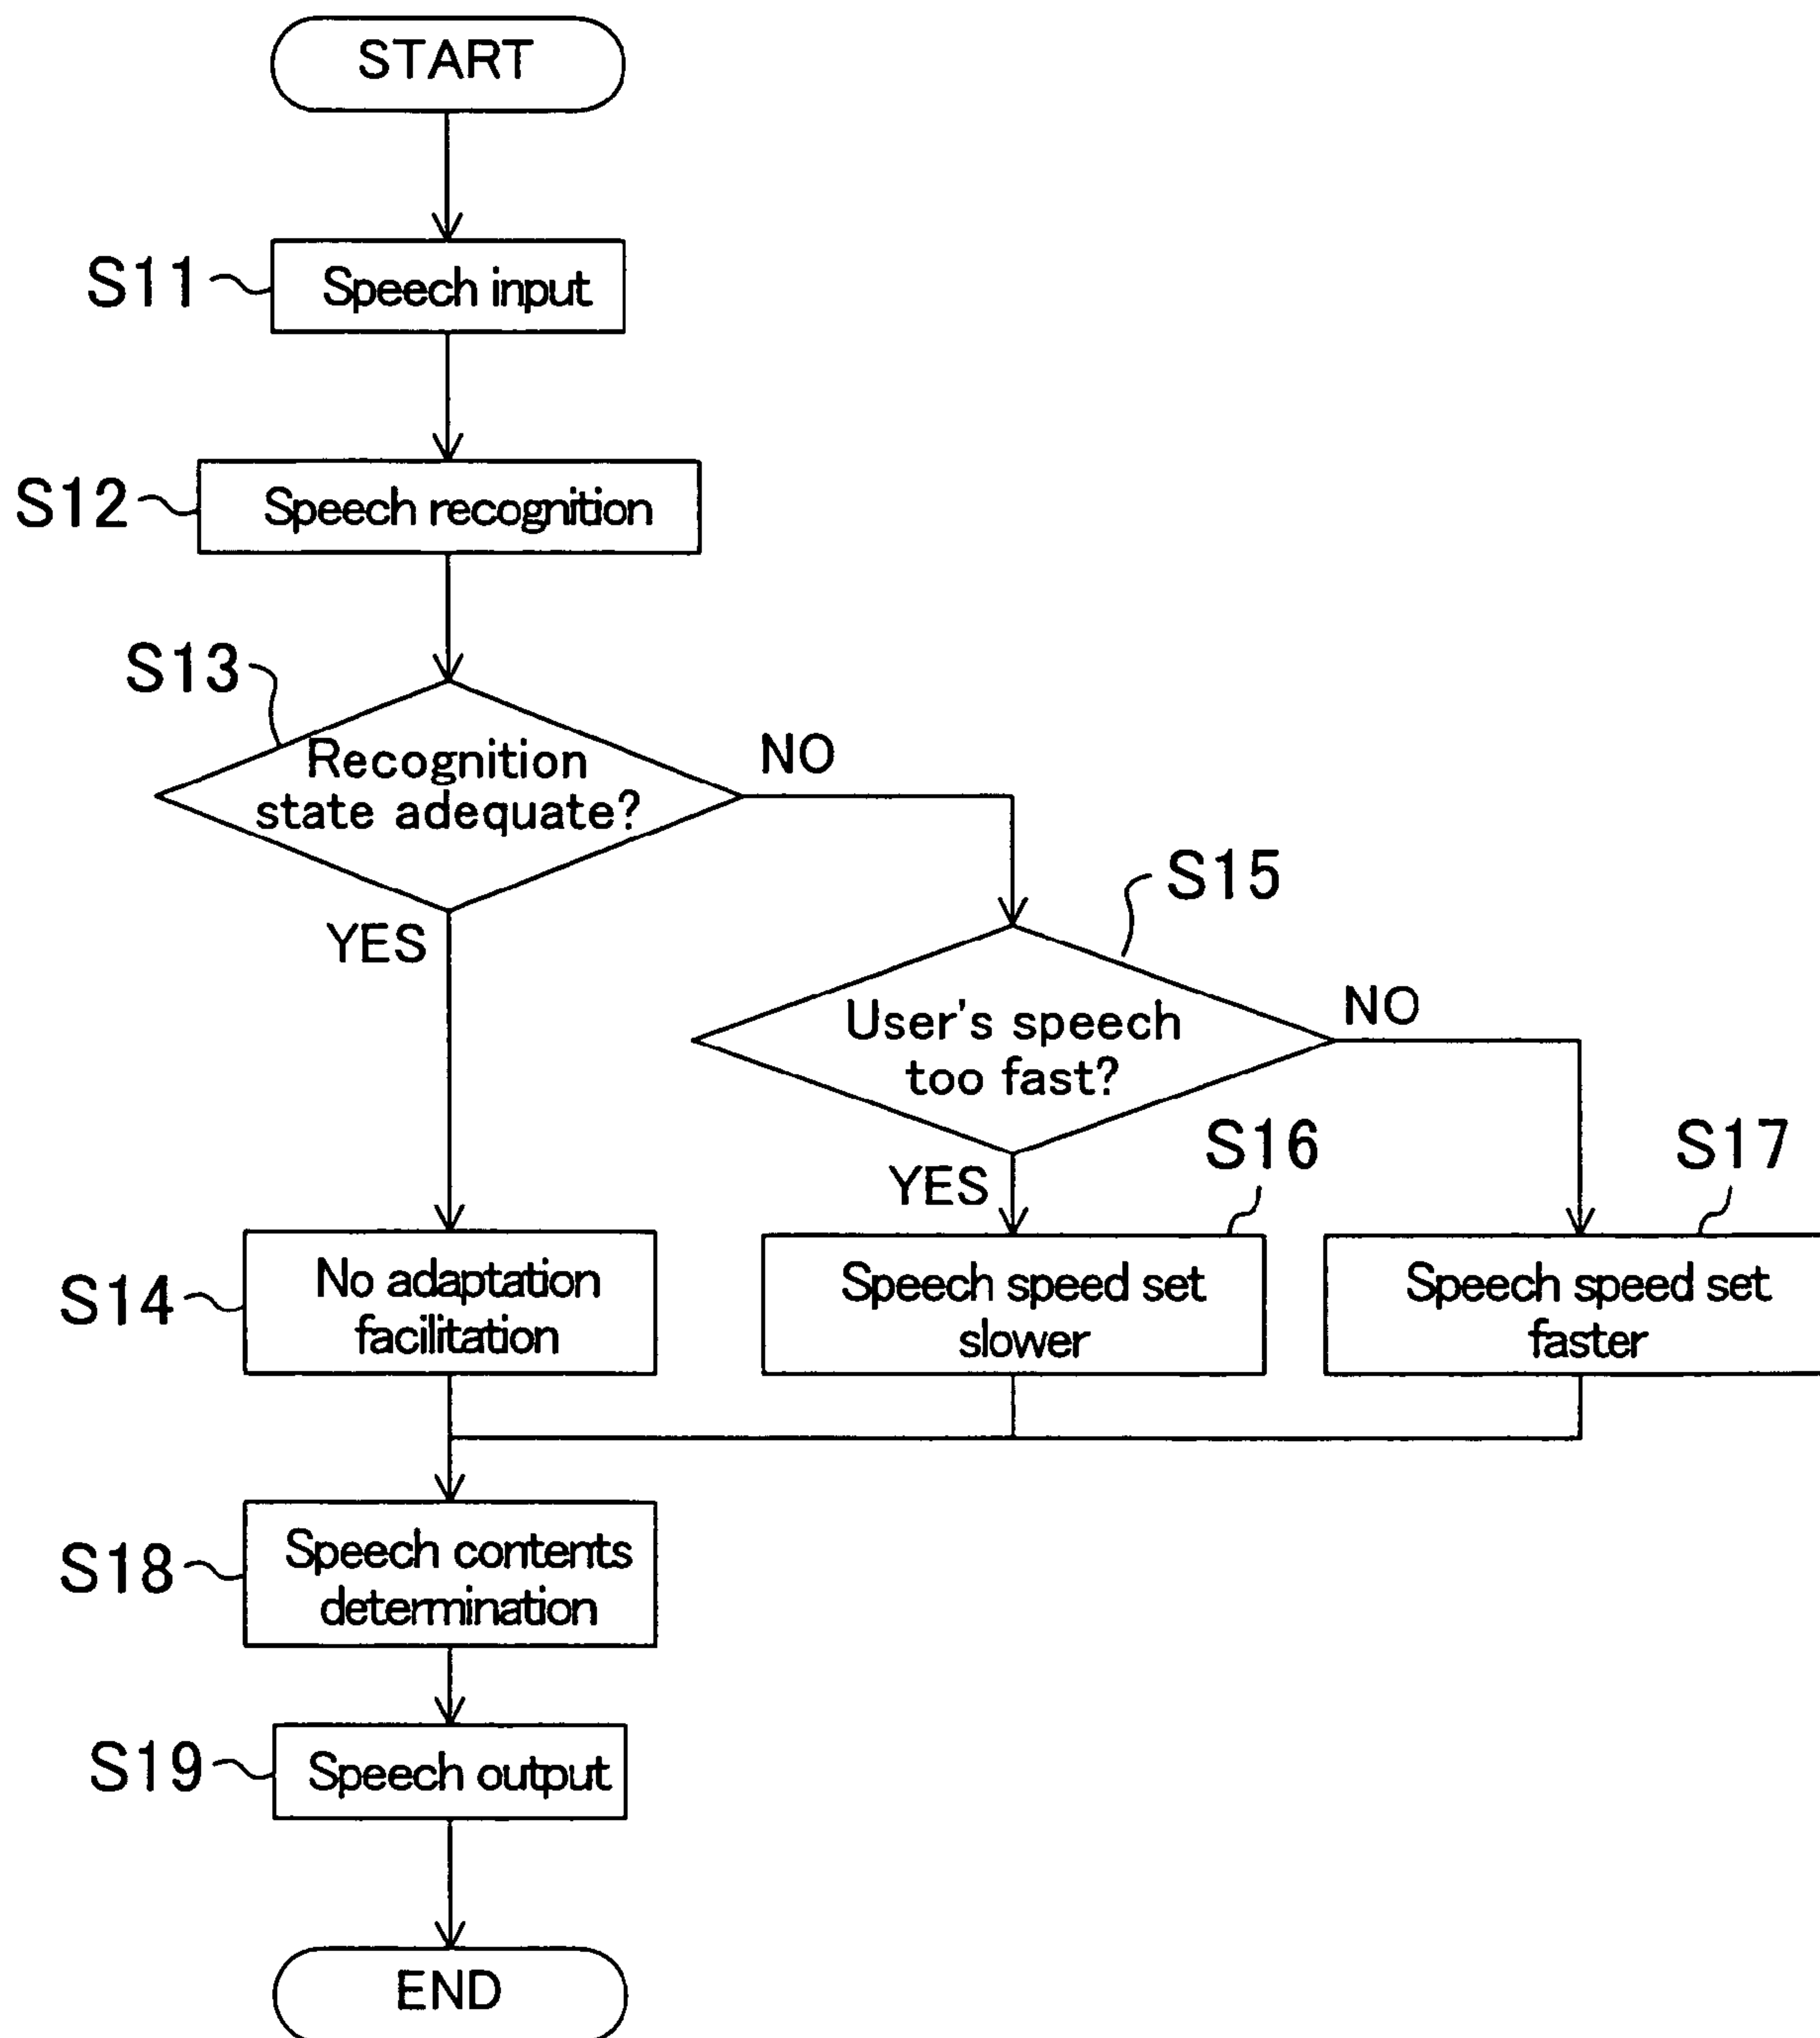 START
S11
Speech input
S12
Speech recognition
S13
Recognition
state adequate?
NO
YES
S15
User's speech
too fast?
NO
YES
S16
S17
S14
No adaptation
facilitation
Speech speed set
slower
Speech speed set
faster
S18
Speech contents
determination
S19
Speech output
END